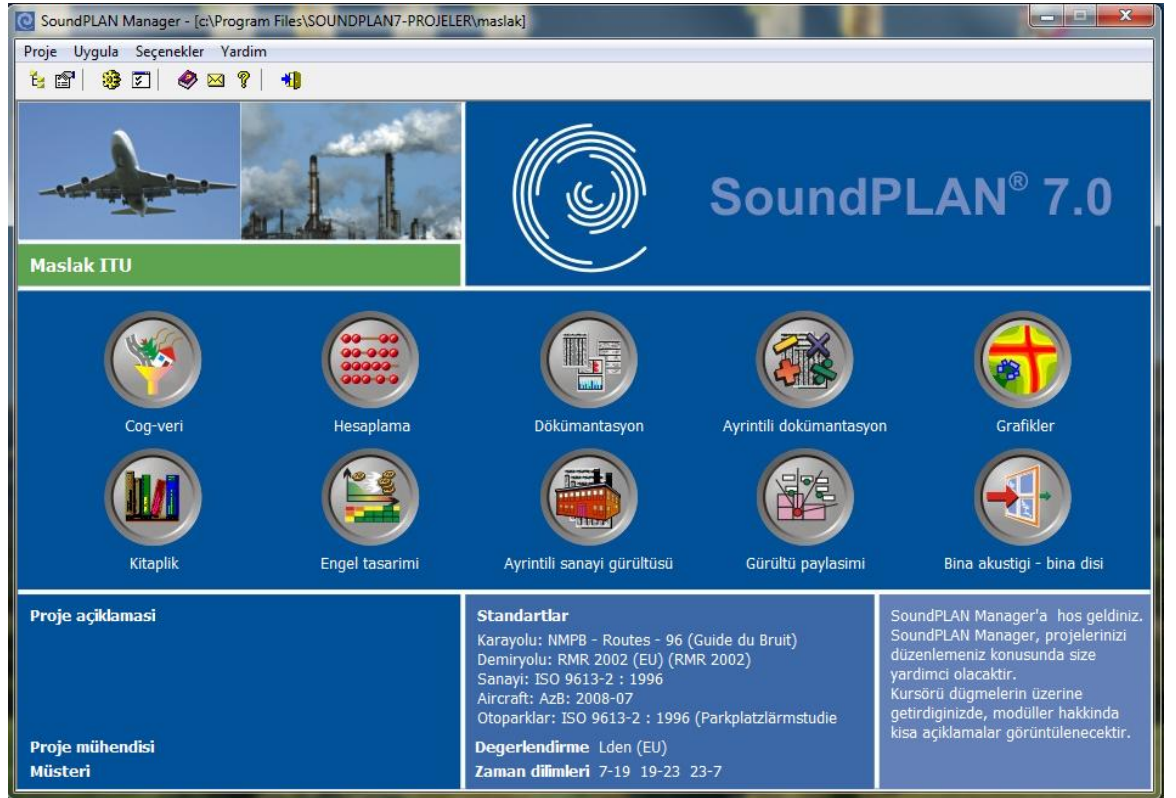 SoundPLAN Manager - [c:\Program Files\SOUNDPLAN7-PROJELER\maslak]
Proje Uygula Seçenekler Yardim
SoundPLAN® 7.0
Maslak ITU
Cog-veri
Hesaplama
Dökümantasyon
Ayrintili dokümantasyon
Grafikler
Kitaplik
Engel tasarimi
Ayrintili sanayi gürültüsü
Gürültü paylasimi
Bina akustigi - bina disi
Proje açiklamasi
Proje mühendisi
Müsteri
Standartlar
Karayolu: NMPB - Routes - 96 (Guide du Bruit)
Demiryolu: RMR 2002 (EU) (RMR 2002)
Sanayi: ISO 9613-2 : 1996
Aircraft: AzB: 2008-07
Otoparklar: ISO 9613-2 : 1996 (Parkplatzlärmstudie
Degerlendirme Lden (EU)
Zaman dilimleri 7-19 19-23 23-7
SoundPLAN Manager'a hos geldiniz.
SoundPLAN Manager, projelerinizi
düzenlemeniz konusunda size
yardimci olacaktir.
Kursörü dügmelerin üzerine
getirdiginizde, modüller hakkinda
kisa açiklamalar görüntülenecektir.